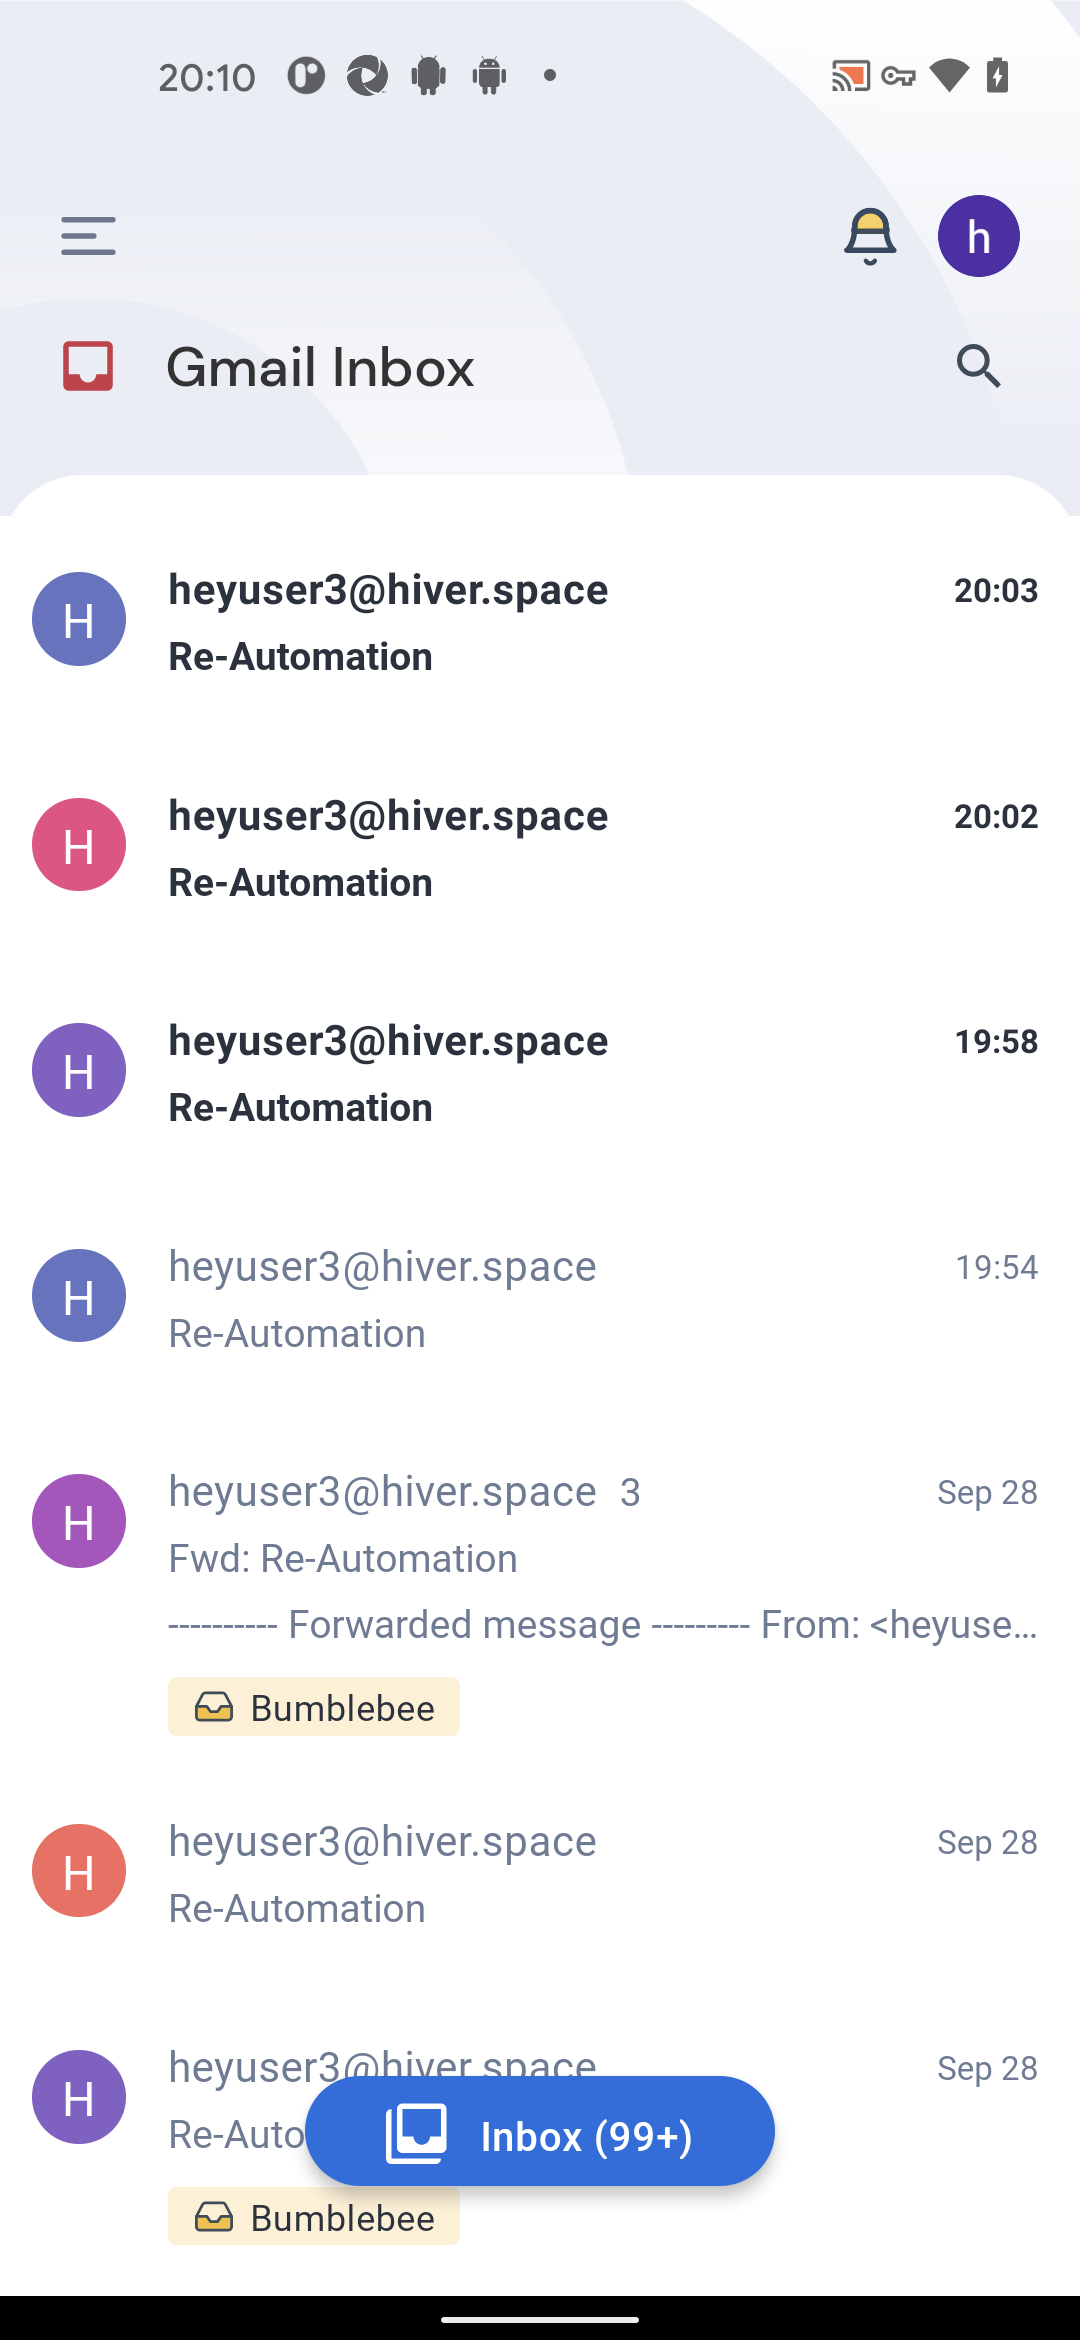 20:10
h
Gmail Inbox
H heyuser3@hiver.space 20:03
Re-Automation
H heyuser3@hiver.space 20:02
Re-Automation
H heyuser3@hiver.space 19:58
Re-Automation
H heyuser3@hiver.space 19:54
Re-Automation
H heyuser3@hiver.space 3 Sep 28
Fwd: Re-Automation
---------- Forwarded message --------- From: <heyuse...
Bumblebee
H heyuser3@hiver.space Sep 28
Re-Automation
H heyuser3@hiver.space Sep 28
Re-Auto
Inbox (99+)
Bumblebee